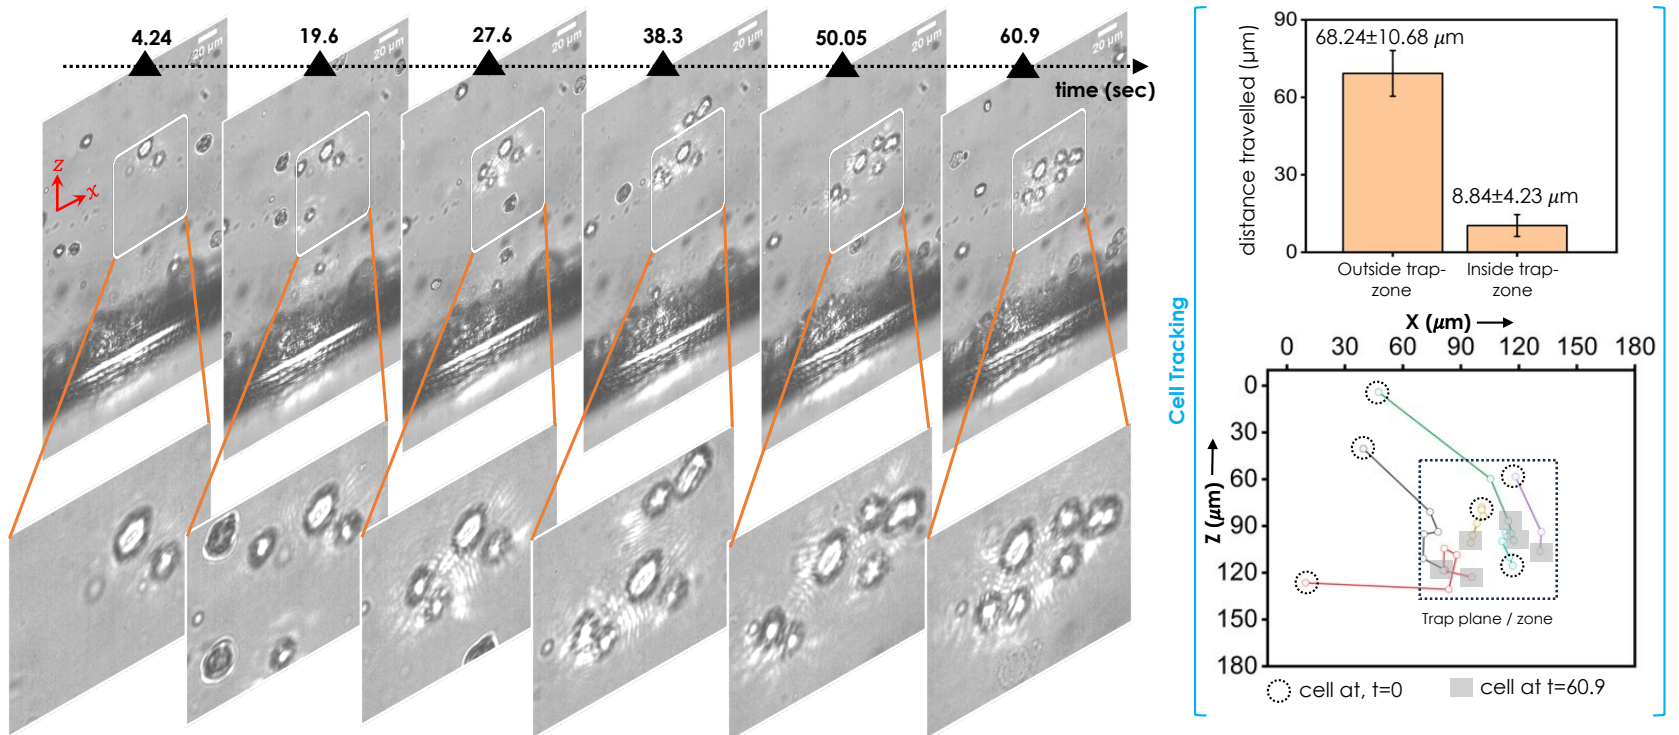 4.24
19.6
27.6
38.3
50.05
60.9
20 μm
20 μm
20 μm
20 μm
20 μm
20 μm
time (sec)
z
x
Cell Tracking
distance travelled (μm)
90
60
30
0
68.24±10.68 μm
8.84±4.23 μm
Outside trap-
zone
Inside trap-
zone
X (μm)
0 30 60 90 120 150 180
Z (μm)
0
30
60
90
120
150
180
Trap plane / zone
cell at, t=0
cell at t=60.9